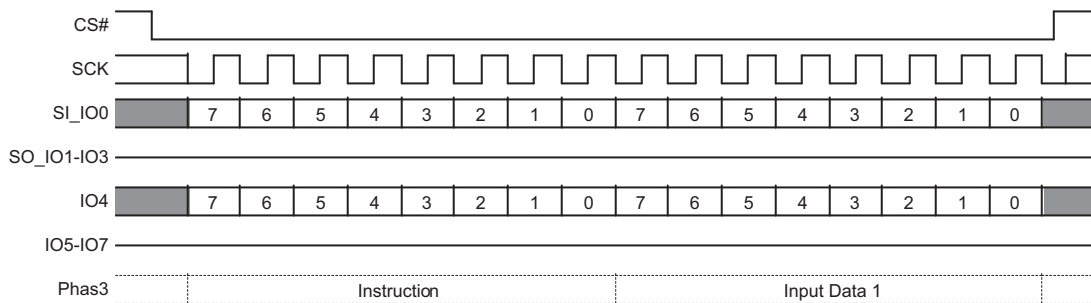 CS#
SCK
SI_IO0 7 6 5 4 3 2 1 0 7 6 5 4 3 2 1 0
SO_IO1-IO3
IO4 7 6 5 4 3 2 1 0 7 6 5 4 3 2 1 0
IO5-IO7
Phas3 Instruction Input Data 1